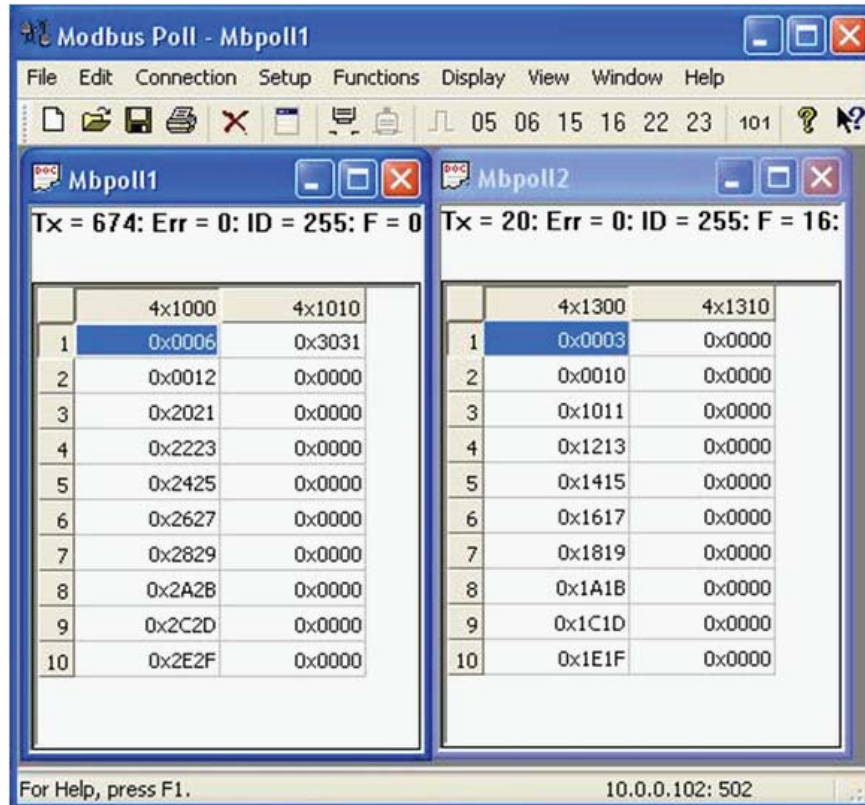 Modbus Poll - Mbpoll1
File Edit Connection Setup Functions Display View Window Help
05 06 15 16 22 23 101
Mbpoll1
Tx = 674: Err = 0: ID = 255: F = 0
4x1000 4x1010
1 0x0006 0x3031
2 0x0012 0x0000
3 0x2021 0x0000
4 0x2223 0x0000
5 0x2425 0x0000
6 0x2627 0x0000
7 0x2829 0x0000
8 0x2A2B 0x0000
9 0x2C2D 0x0000
10 0x2E2F 0x0000
Mbpoll2
Tx = 20: Err = 0: ID = 255: F = 16:
4x1300 4x1310
1 0x0003 0x0000
2 0x0010 0x0000
3 0x1011 0x0000
4 0x1213 0x0000
5 0x1415 0x0000
6 0x1617 0x0000
7 0x1819 0x0000
8 0x1A1B 0x0000
9 0x1C1D 0x0000
10 0x1E1F 0x0000
For Help, press F1. 10.0.0.102: 502